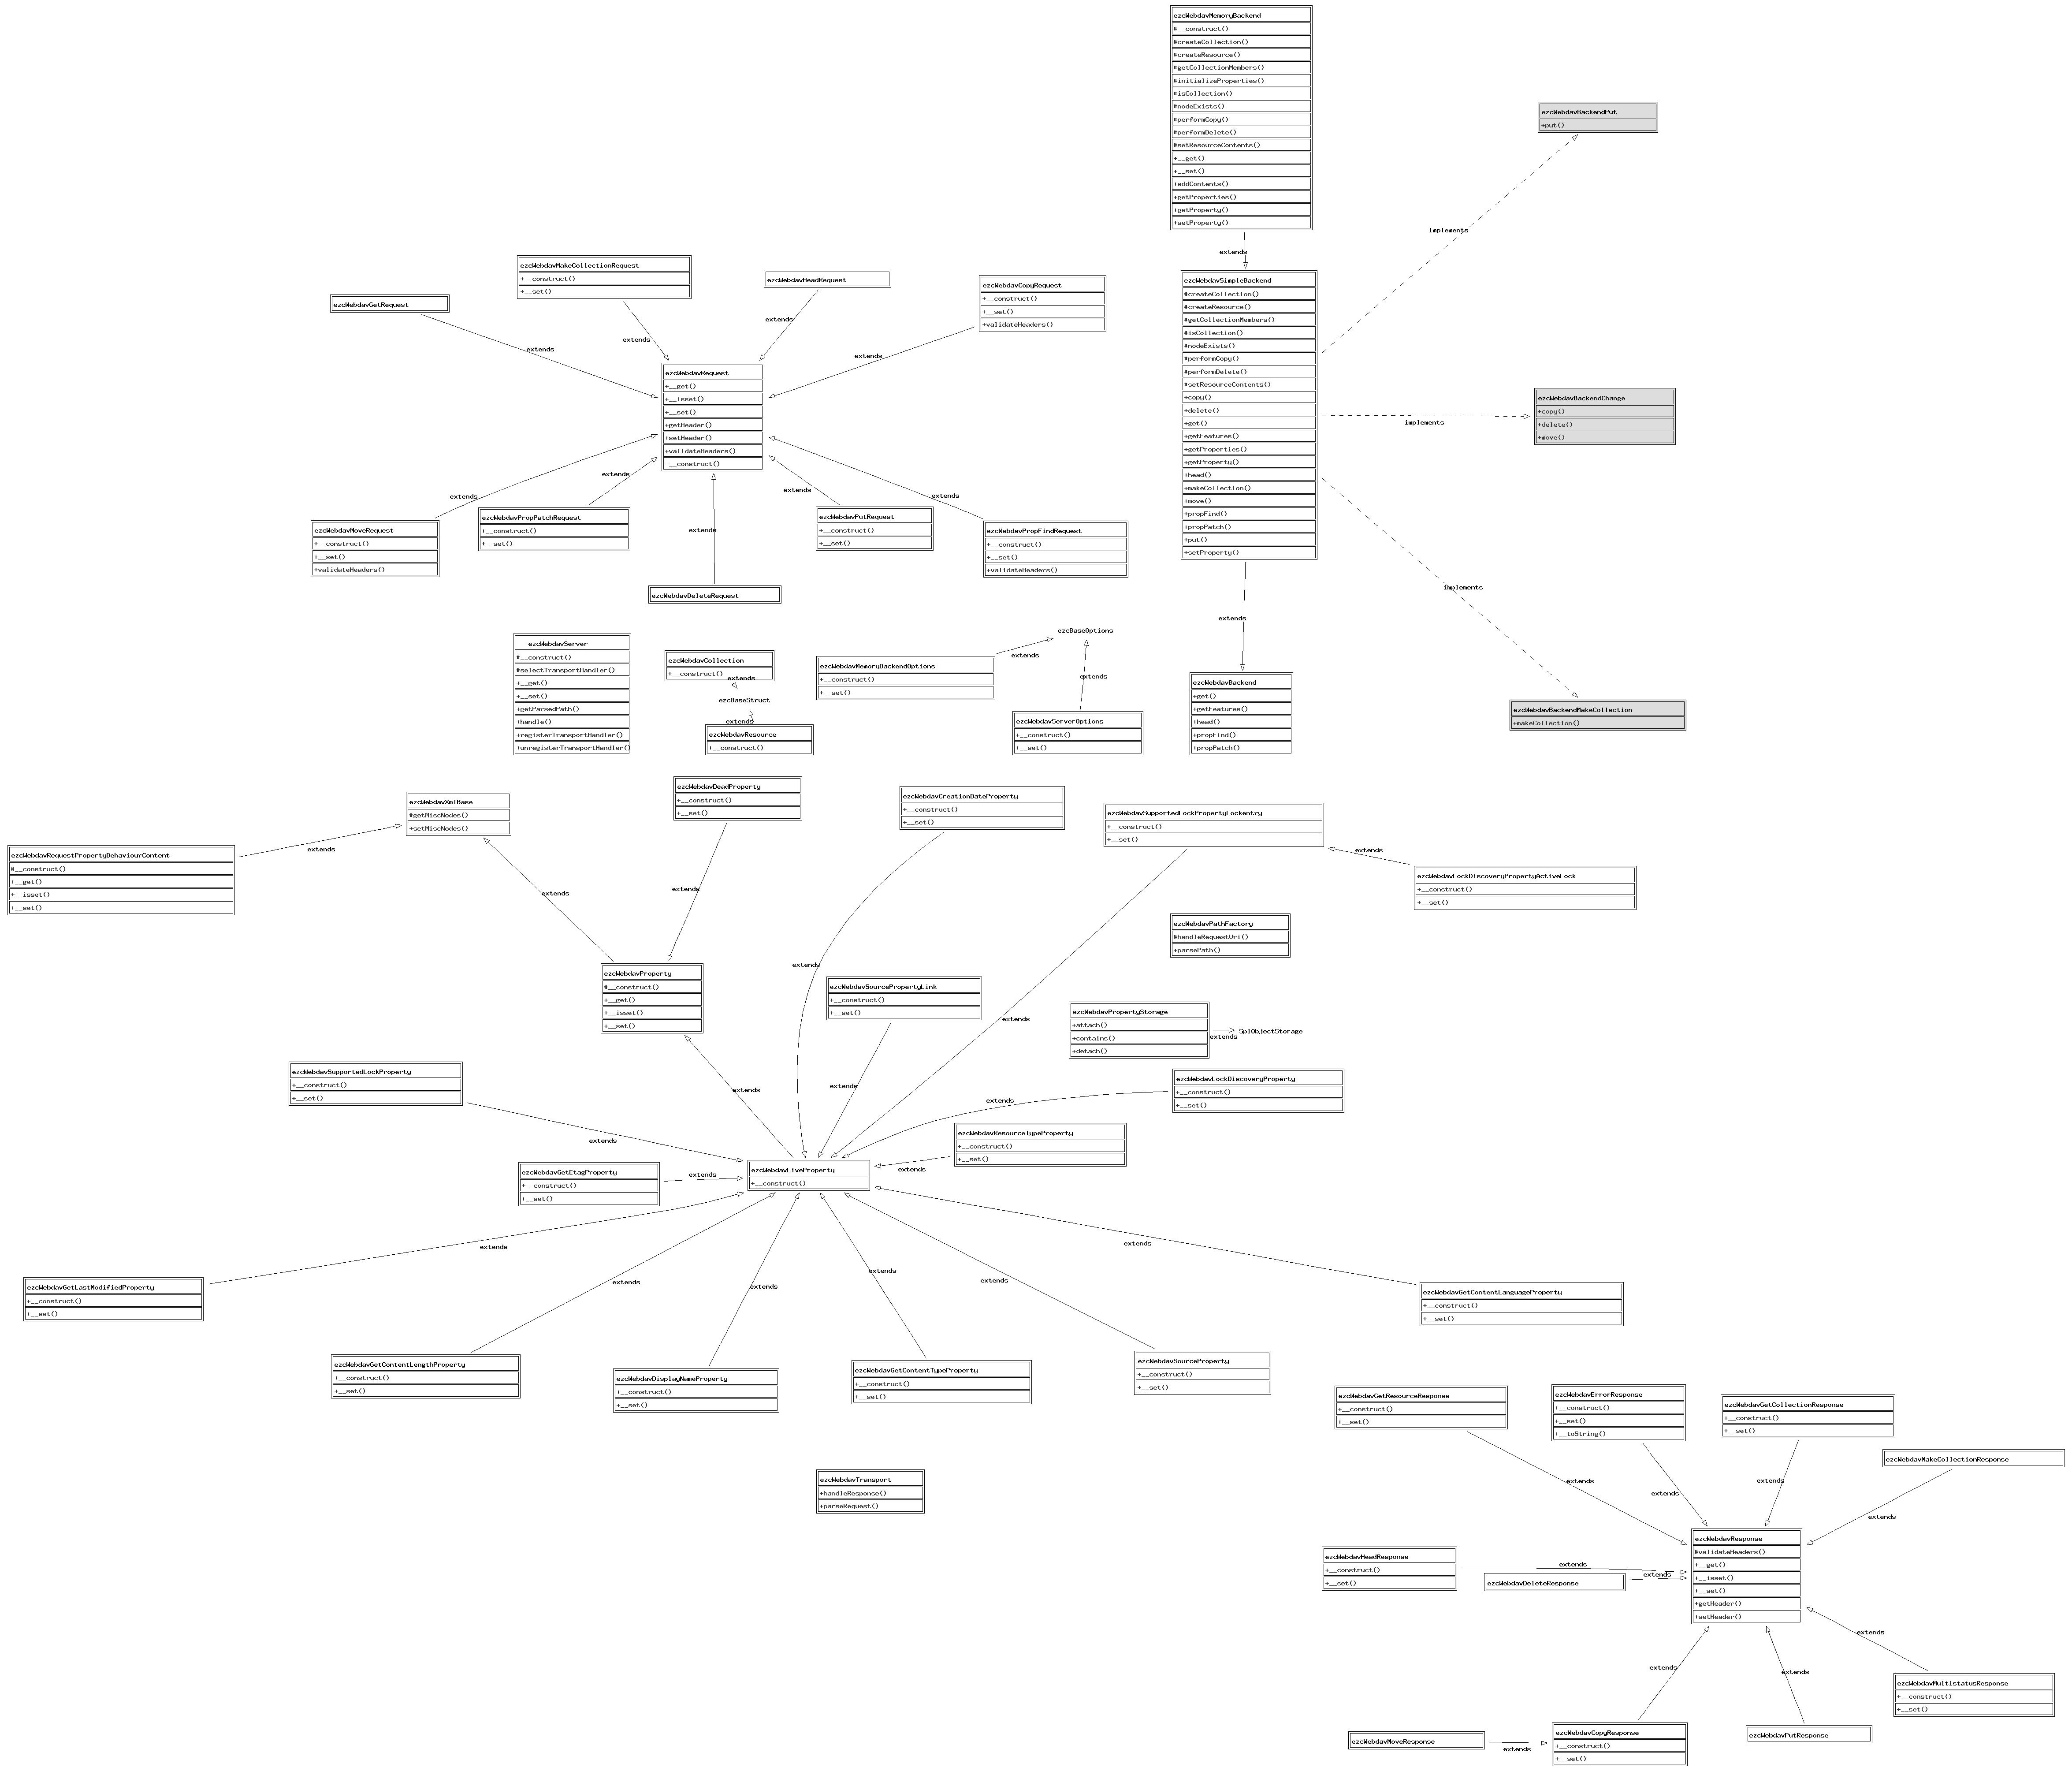 ezcWebdavMemoryBackend
#__construct()
#createCollection()
#createResource()
#getCollectionMembers()
#initializeProperties()
#isCollection()
#nodeExists()
#performCopy()
#performDelete()
#setResourceContents()
+__get()
+__set()
+addContents()
+getProperties()
+getProperty()
+setProperty()
extends
ezcWebdavBackendPut
+put()
implements
ezcWebdavSimpleBackend
#createCollection()
#createResource()
#getCollectionMembers()
#isCollection()
#nodeExists()
#performCopy()
#performDelete()
#setResourceContents()
+copy()
+delete()
+get()
+getFeatures()
+getProperties()
+getProperty()
+head()
+makeCollection()
+move()
+propFind()
+propPatch()
+put()
+setProperty()
implements
ezcWebdavBackendChange
+copy()
+delete()
+move()
implements
extends
ezcWebdavBackend
+get()
+getFeatures()
+head()
+propFind()
+propPatch()
ezcWebdavBackendMakeCollection
+makeCollection()
ezcWebdavGetRequest
ezcWebdavMakeCollectionRequest
+__construct()
+__set()
ezcWebdavHeadRequest
ezcWebdavCopyRequest
+__construct()
+__set()
+validateHeaders()
extends
extends
extends
extends
ezcWebdavRequest
+__get()
+__isset()
+__set()
+getHeader()
+setHeader()
+validateHeaders()
-__construct()
extends
extends
extends
extends
extends
ezcWebdavMoveRequest
+__construct()
+__set()
+validateHeaders()
ezcWebdavPropPatchRequest
+__construct()
+__set()
ezcWebdavDeleteRequest
ezcWebdavPutRequest
+__construct()
+__set()
ezcWebdavPropFindRequest
+__construct()
+__set()
+validateHeaders()
ezcWebdavServer
#__construct()
#selectTransportHandler()
+__get()
+__set()
+getParsedPath()
+handle()
+registerTransportHandler()
+unregisterTransportHandler()
ezcWebdavCollection
+__construct()
extends
ezcBaseStruct
extends
ezcWebdavResource
+__construct()
ezcWebdavMemoryBackendOptions
+__construct()
+__set()
extends
ezcBaseOptions
extends
ezcWebdavServerOptions
+__construct()
+__set()
ezcWebdavXmlBase
#getMiscNodes()
+setMiscNodes()
ezcWebdavRequestPropertyBehaviourContent
#__construct()
+__get()
+__isset()
+__set()
extends
extends
ezcWebdavDeadProperty
+__construct()
+__set()
extends
ezcWebdavCreationDateProperty
+__construct()
+__set()
extends
ezcWebdavSupportedLockPropertyLockentry
+__construct()
+__set()
extends
extends
ezcWebdavLockDiscoveryPropertyActiveLock
+__construct()
+__set()
ezcWebdavPathFactory
#handleRequestUri()
+parsePath()
ezcWebdavProperty
#__construct()
+__get()
+__isset()
+__set()
ezcWebdavSourcePropertyLink
+__construct()
+__set()
extends
ezcWebdavPropertyStorage
+attach()
+contains()
+detach()
extends
SplObjectStorage
ezcWebdavSupportedLockProperty
+__construct()
+__set()
extends
extends
ezcWebdavLockDiscoveryProperty
+__construct()
+__set()
extends
ezcWebdavResourceTypeProperty
+__construct()
+__set()
extends
ezcWebdavGetEtagProperty
+__construct()
+__set()
extends
ezcWebdavLiveProperty
+__construct()
extends
extends
extends
extends
extends
extends
ezcWebdavGetLastModifiedProperty
+__construct()
+__set()
ezcWebdavGetContentLengthProperty
+__construct()
+__set()
ezcWebdavDisplayNameProperty
+__construct()
+__set()
ezcWebdavGetContentTypeProperty
+__construct()
+__set()
ezcWebdavSourceProperty
+__construct()
+__set()
ezcWebdavGetContentLanguageProperty
+__construct()
+__set()
ezcWebdavTransport
+handleResponse()
+parseRequest()
ezcWebdavGetResourceResponse
+__construct()
+__set()
ezcWebdavErrorResponse
+__construct()
+__set()
+__toString()
ezcWebdavGetCollectionResponse
+__construct()
+__set()
ezcWebdavMakeCollectionResponse
extends
extends
extends
extends
ezcWebdavHeadResponse
+__construct()
+__set()
extends
ezcWebdavDeleteResponse
extends
ezcWebdavResponse
#validateHeaders()
+__get()
+__isset()
+__set()
+getHeader()
+setHeader()
extends
extends
extends
ezcWebdavMultistatusResponse
+__construct()
+__set()
ezcWebdavMoveResponse
extends
ezcWebdavCopyResponse
+__construct()
+__set()
ezcWebdavPutResponse